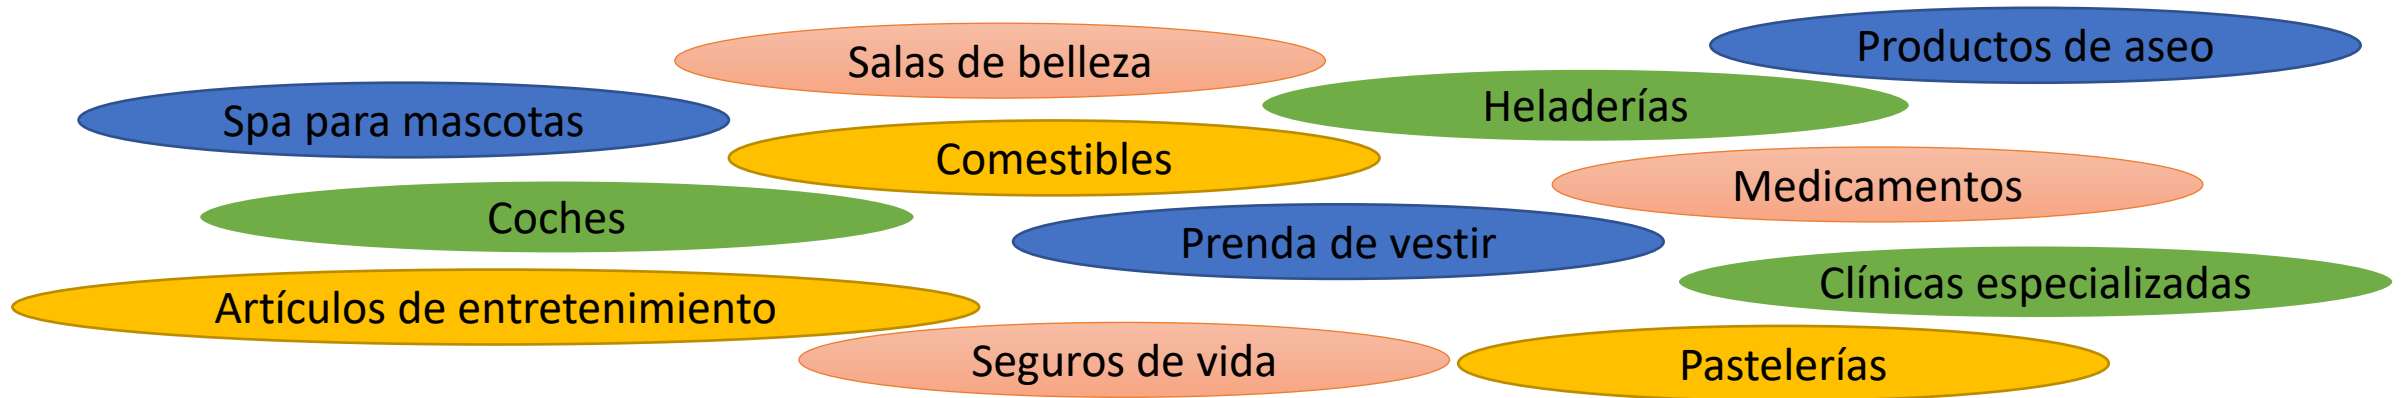 Productos de aseo
Salas de belleza
Heladerías
Spa para mascotas
Comestibles
Medicamentos
Coches
Prenda de vestir
Clínicas especializadas
Artículos de entretenimiento
Seguros de vida
Pastelerías